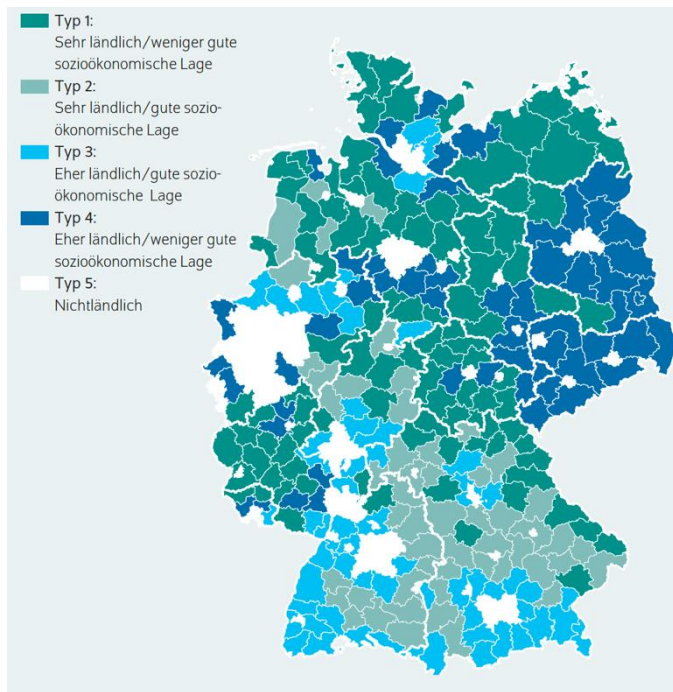 Typ 1:
Sehr ländlich/weniger gute
sozioökonomische Lage
Typ 2:
Sehr ländlich/gute sozio-
ökonomische Lage
Typ 3:
Eher ländlich/gute sozio-
ökonomische Lage
Typ 4:
Eher ländlich/weniger gute
sozioökonomische Lage
Typ 5:
Nichtländlich